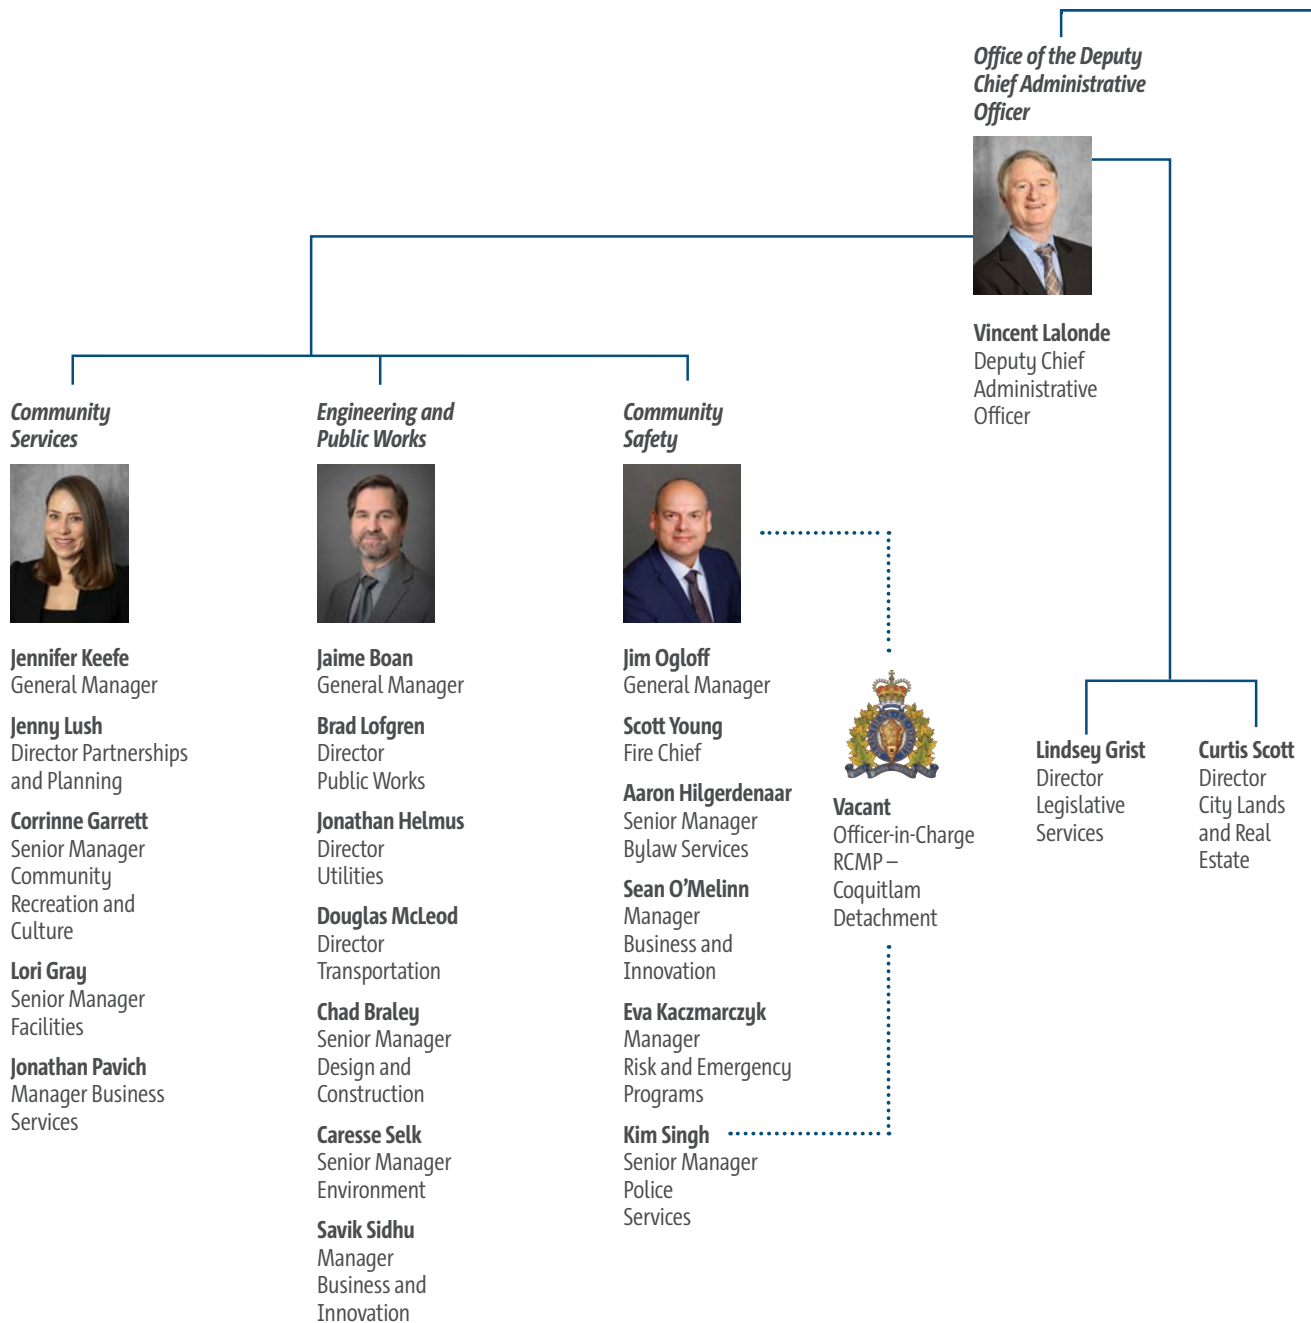 Office of the Deputy
Chief Administrative
Officer
Vincent Lalonde
Deputy Chief
Administrative
Officer
Community
Services
Jennifer Keefe
General Manager
Jenny Lush
Director Partnerships
and Planning
Corrinne Garrett
Senior Manager
Community
Recreation and
Culture
Lori Gray
Senior Manager
Facilities
Jonathan Pavich
Manager Business
Services
Engineering and
Public Works
Jaime Boan
General Manager
Brad Lofgren
Director
Public Works
Jonathan Helmus
Director
Utilities
Douglas McLeod
Director
Transportation
Chad Braley
Senior Manager
Design and
Construction
Caresse Selk
Senior Manager
Environment
Savik Sidhu
Manager
Business and
Innovation
Community
Safety
Jim Ogloff
General Manager
Scott Young
Fire Chief
Aaron Hilgerdenaar
Senior Manager
Bylaw Services
Sean O’Melinn
Manager
Business and
Innovation
Eva Kaczmarczyk
Manager
Risk and Emergency
Programs
Kim Singh
Senior Manager
Police
Services
Vacant
Officer-in-Charge
RCMP –
Coquitlam
Detachment
Lindsey Grist
Director
Legislative
Services
Curtis Scott
Director
City Lands
and Real
Estate